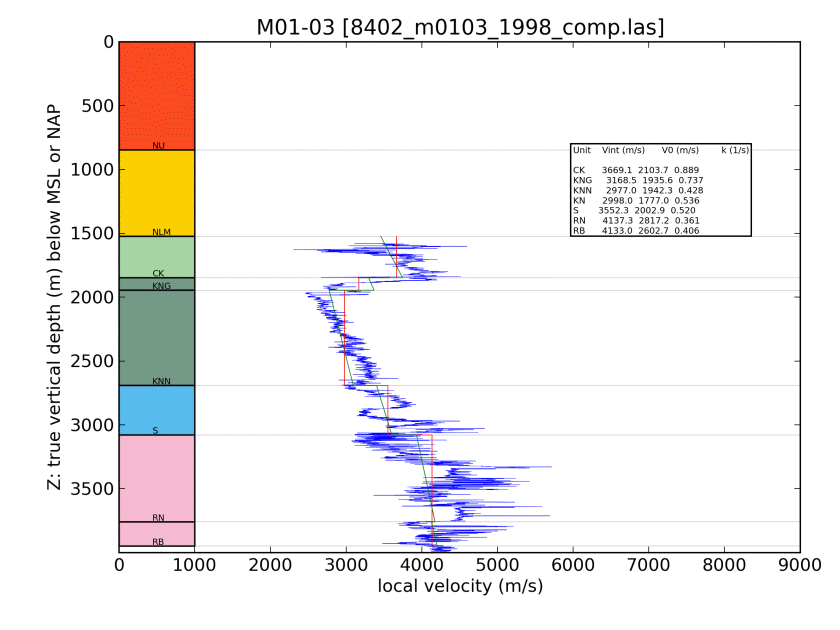 M01-03 [8402_m0103_1998_comp.las]
Z: true vertical depth (m) below MSL or NAP
0
500
1000
1500
2000
2500
3000
3500
NU
NLM
CK
KNG
KNN
S
RN
RB
Unit Vint (m/s) V0 (m/s) k (1/s)
CK 3669.1 2103.7 0.889
KNG 3168.5 1935.6 0.737
KNN 2977.0 1942.3 0.428
KN 2998.0 1777.0 0.536
S 3552.3 2002.9 0.520
RN 4137.3 2817.2 0.361
RB 4133.0 2602.7 0.406
0 1000 2000 3000 4000 5000 6000 7000 8000 9000
local velocity (m/s)